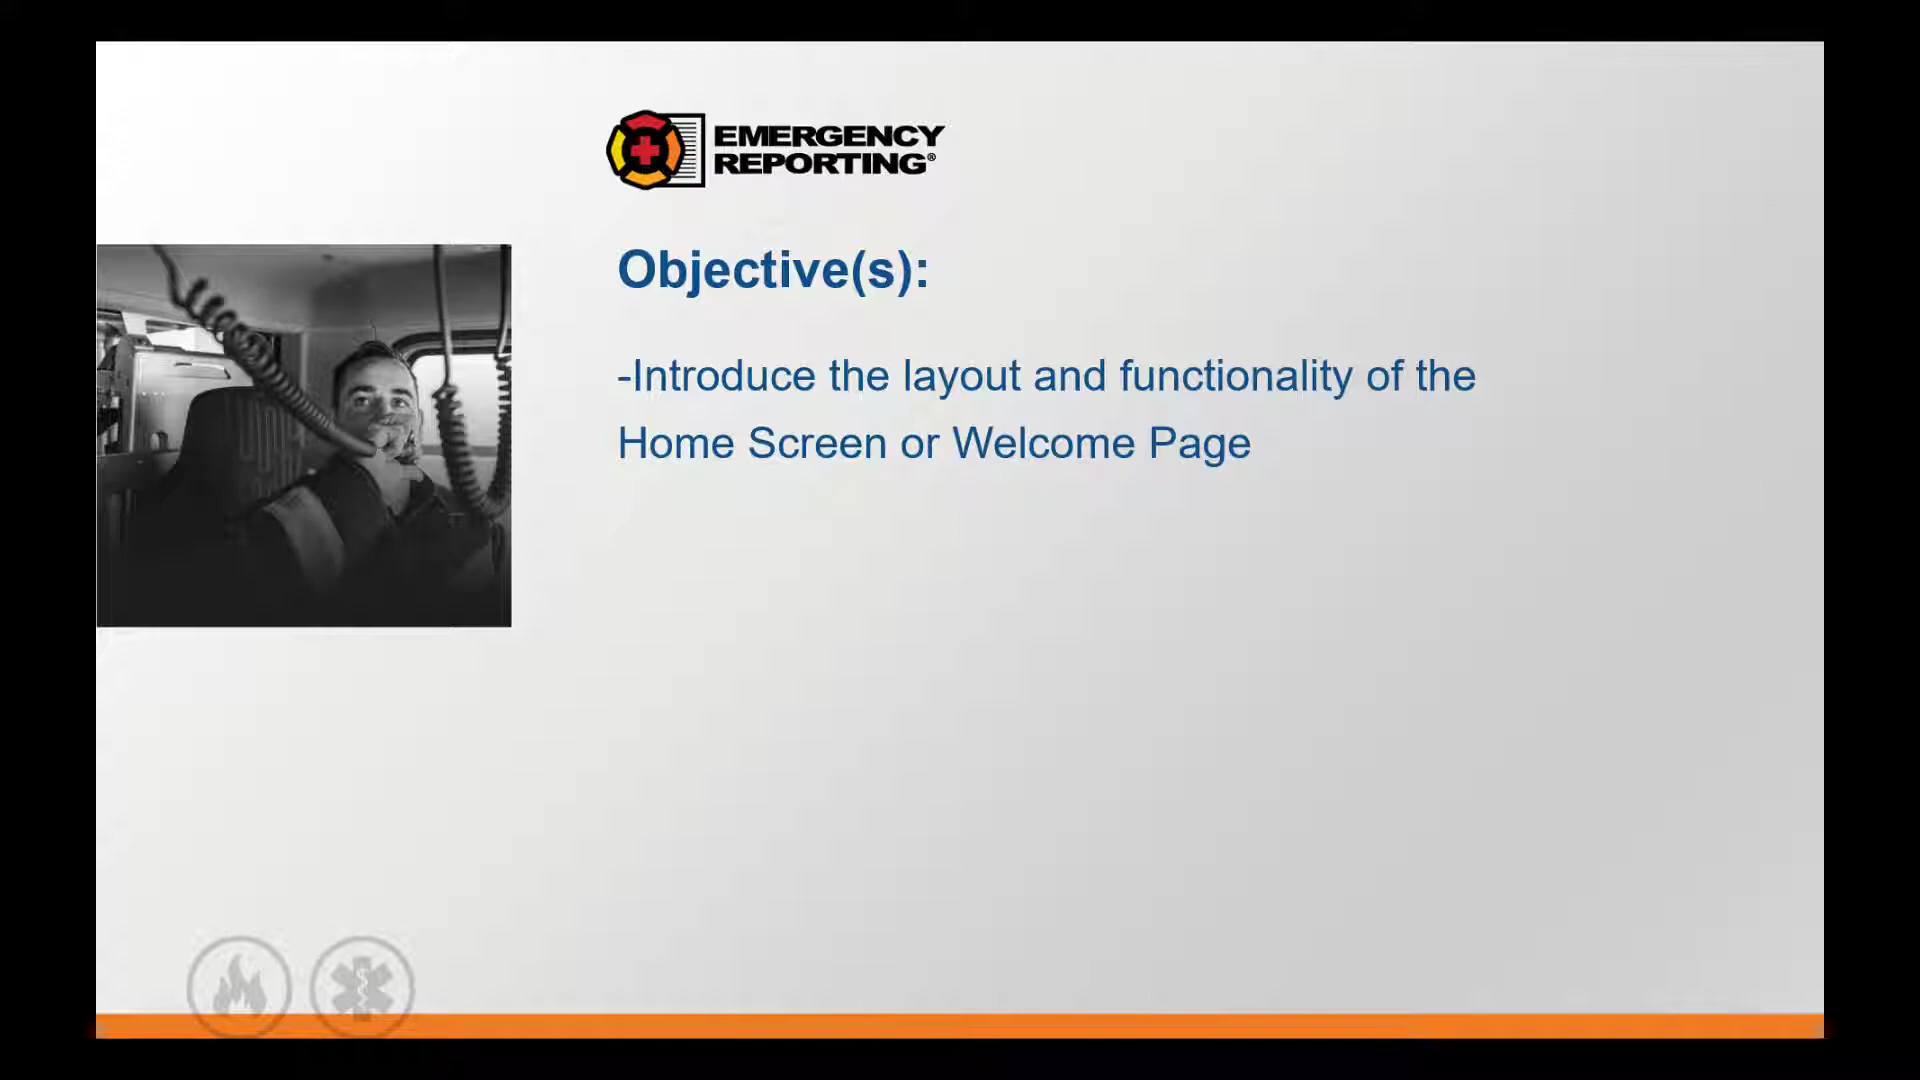 EMERGENCY
REPORTING®
Objective(s):
-Introduce the layout and functionality of the
Home Screen or Welcome Page